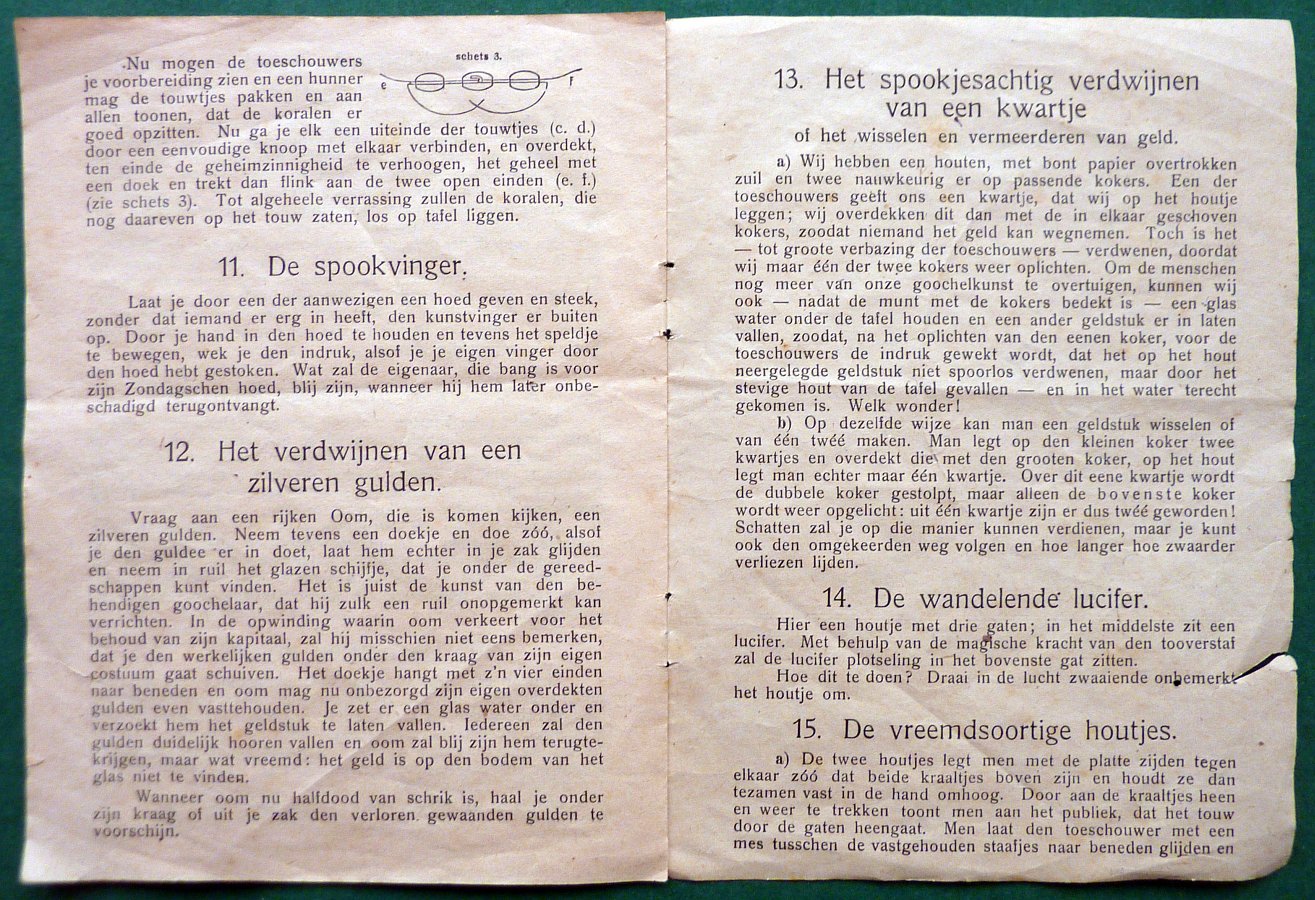 Nu mogen de toeschouwers
je voorbereiding zien en een hunner
mag de touwtjes pakken en aan
allen toonen, dat de koralen er
schets 3.
e
f
goed opzitten. Nu ga je elk een uiteinde der touwtjes (c. d.)
door een eenvoudige knoop met elkaar verbinden, en overdekt,
ten einde de geheimzinnigheid te verhoogen, het geheel met
een doek en trekt dan flink aan de twee open einden (e. f.)
(zie schets 3). Tot algeheele verrassing zullen de koralen, die
nog daareven op het touw zaten, los op tafel liggen.
11. De spookvinger.
Laat je door een der aanwezigen een hoed geven en steek,
zonder dat iemand er erg in heeft, den kunstvinger er buiten
op. Door je hand in den hoed te houden en tevens het speldje
te bewegen, wek je den indruk, alsof je je eigen vinger door
den hoed hebt gestoken. Wat zal de eigenaar, die bang is voor
zijn Zondagschen hoed, blij zijn, wanneer hij hem later onbe-
schadigd terugontvangt.
12. Het verdwijnen van een
zilveren gulden.
Vraag aan een rijken Oom, die is komen kijken, een
zilveren gulden. Neem tevens een doekje en doe zóó, alsof
je den guldee er in doet, laat hem echter in je zak glijden
en neem in ruil het glazen schijfje, dat je onder de gereed-
schappen kunt vinden. Het is juist de kunst van den be-
hendigen goochelaar, dat hij zulk een ruil onopgemerkt kan
verrichten. In de opwinding waarin oom verkeert voor het
behoud van zijn kapitaal, zal hij misschien niet eens bemerken,
dat je den werkelijken gulden onder den kraag van zijn eigen
costuum gaat schuiven. Het doekje hangt met z'n vier einden
naar beneden en oom mag nu onbezorgd zijn eigen overdekten
gulden even vasttehouden. Je zet er een glas water onder en
verzoekt hem het geldstuk te laten vallen. Iedereen zal den
gulden duidelijk hooren vallen en oom zal blij zijn hem terugte-
krijgen, maar wat vreemd: het geld is op den bodem van het
glas niet te vinden.
Wanneer oom nu halfdood van schrik is, haal je onder
zijn kraag of uit je zak den verloren gewaanden gulden te
voorschijn.
13. Het spookjesachtig verdwijnen
van een kwartje
of het wisselen en vermeerderen van geld.
a) Wij hebben een houten, met bont papier overtrokken
zuil en twee nauwkeurig er op passende kokers. Een der
toeschouwers geeft ons een kwartje, dat wij op het houtje
leggen; wij overdekken dit dan met de in elkaar geschoven
kokers, zoodat niemand het geld kan wegnemen. Toch is het
— tot groote verbazing der toeschouwers — verdwenen, doordat
wij maar één der twee kokers weer oplichten. Om de menschen
nog meer van onze goochelkunst te overtuigen, kunnen wij
ook — nadat de munt met de kokers bedekt is — een glas
water onder de tafel houden en een ander geldstuk er in laten
vallen, zoodat, na het oplichten van den eenen koker, voor de
toeschouwers de indruk gewekt wordt, dat het op het hout
neergelegde geldstuk niet spoorlos verdwenen, maar door het
stevige hout van de tafel gevallen — en in het water terecht
gekomen is. Welk wonder!
b) Op dezelfde wijze kan man een geldstuk wisselen of
van één twéé maken. Man legt op den kleinen koker twee
kwartjes en overdekt die met den grooten koker, op het hout
legt man echter maar één kwartje. Over dit eene kwartje wordt
de dubbele koker gestolpt, maar alleen de bovenste koker
wordt weer opgelicht: uit één kwartje zijn er dus twéé geworden!
Schatten zal je op die manier kunnen verdienen, maar je kunt
ook den omgekeerden weg volgen en hoe langer hoe zwaarder
verliezen lijden.
14. De wandelende lucifer.
Hier een houtje met drie gaten; in het middelste zit een
lucifer. Met behulp van de magische kracht van den tooverstaf
zal de lucifer plotseling in het bovenste gat zitten.
Hoe dit te doen? Draai in de lucht zwaaiende onbemerkt
het houtje om.
15. De vreemdsoortige houtjes.
a) De twee houtjes legt men met de platte zijden tegen
elkaar zóó dat beide kraaltjes boven zijn en houdt ze dan
tezamen vast in de hand omhoog. Door aan de kraaltjes heen
en weer te trekken toont men aan het publiek, dat het touw
door de gaten heengaat. Men laat den toeschouwer met een
mes tusschen de vastgehouden staafjes naar beneden glijden en